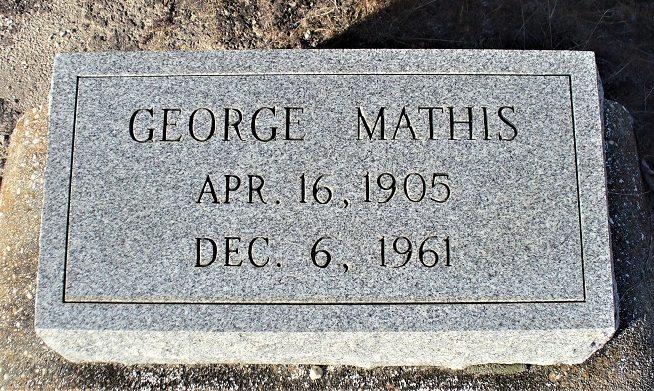 GEORGE MATHIS
APR. 16, 1905
DEC. 6, 1961